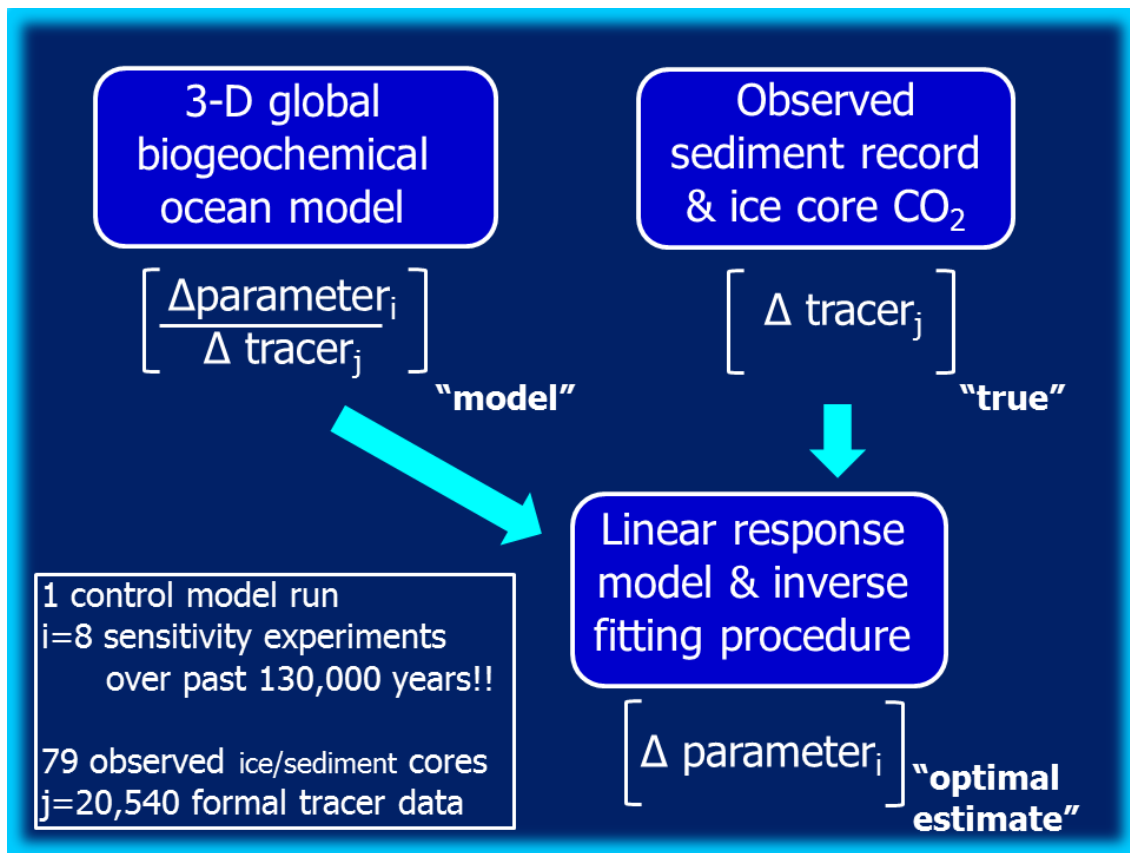 3-D global
biogeochemical
ocean model
Observed
sediment record
& ice core CO₂
Δparameterᵢ
Δ tracerⱼ
"model"
Δ tracerⱼ
"true"
Linear response
model & inverse
fitting procedure
1 control model run
i=8 sensitivity experiments
over past 130,000 years!!
79 observed ice/sediment cores
j=20,540 formal tracer data
Δ parameterᵢ
"optimal
estimate"